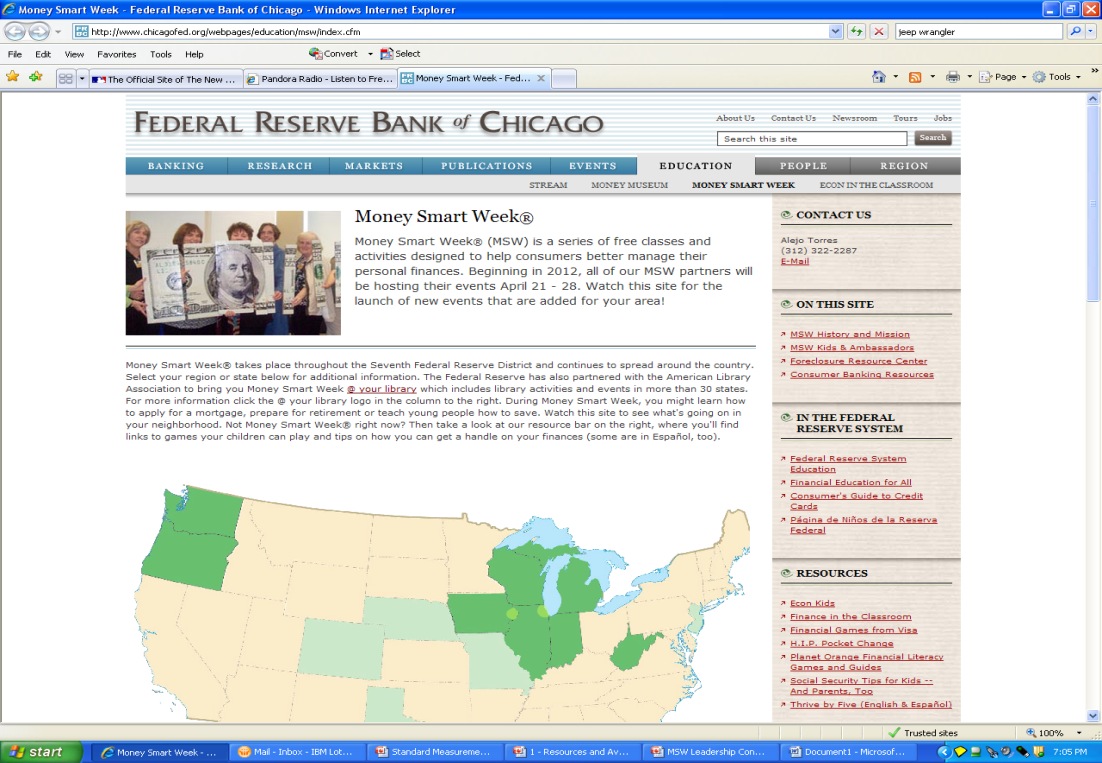 Money Smart Week - Federal Reserve Bank of Chicago - Windows Internet Explorer
http://www.chicagofed.org/webpages/education/msw/index.cfm
jeep wrangler
File Edit View Favorites Tools Help
Convert Select
The Official Site of The New ...
Pandora Radio - Listen to Fre...
Money Smart Week - Fed...
Page Tools
FEDERAL RESERVE BANK of CHICAGO
About Us Contact Us Newsroom Tours Jobs
Search this site Search
BANKING RESEARCH MARKETS PUBLICATIONS EVENTS EDUCATION PEOPLE REGION
STREAM MONEY MUSEUM MONEY SMART WEEK ECON IN THE CLASSROOM
Money Smart Week®
Money Smart Week® (MSW) is a series of free classes and
activities designed to help consumers better manage their
personal finances. Beginning in 2012, all of our MSW partners will
be hosting their events April 21 - 28. Watch this site for the
launch of new events that are added for your area!
Money Smart Week® takes place throughout the Seventh Federal Reserve District and continues to spread around the country.
Select your region or state below for additional information. The Federal Reserve has also partnered with the American Library
Association to bring you Money Smart Week @ your library which includes library activities and events in more than 30 states.
For more information click the @ your library logo in the column to the right. During Money Smart Week, you might learn how
to apply for a mortgage, prepare for retirement or teach young people how to save. Watch this site to see what's going on in
your neighborhood. Not Money Smart Week® right now? Then take a look at our resource bar on the right, where you'll find
links to games your children can play and tips on how you can get a handle on your finances (some are in Español, too).
CONTACT US
Alejo Torres
(312) 322-2287
E-Mail
ON THIS SITE
MSW History and Mission
MSW Kids & Ambassadors
Foreclosure Resource Center
Consumer Banking Resources
IN THE FEDERAL
RESERVE SYSTEM
Federal Reserve System
Education
Financial Education for All
Consumer's Guide to Credit
Cards
Página de Niños de la Reserva
Federal
RESOURCES
Econ Kids
Finance in the Classroom
Financial Games from Visa
H.I.P. Pocket Change
Planet Orange Financial Literacy
Games and Guides
Social Security Tips for Kids --
And Parents, Too
Thrive by Five (English & Español)
Trusted sites 100%
start
Money Smart Week - ...
Mail - Inbox - IBM Lot...
Standard Measureme...
1 - Resources and Av...
MSW Leadership Con...
Document1 - Microsof...
7:05 PM